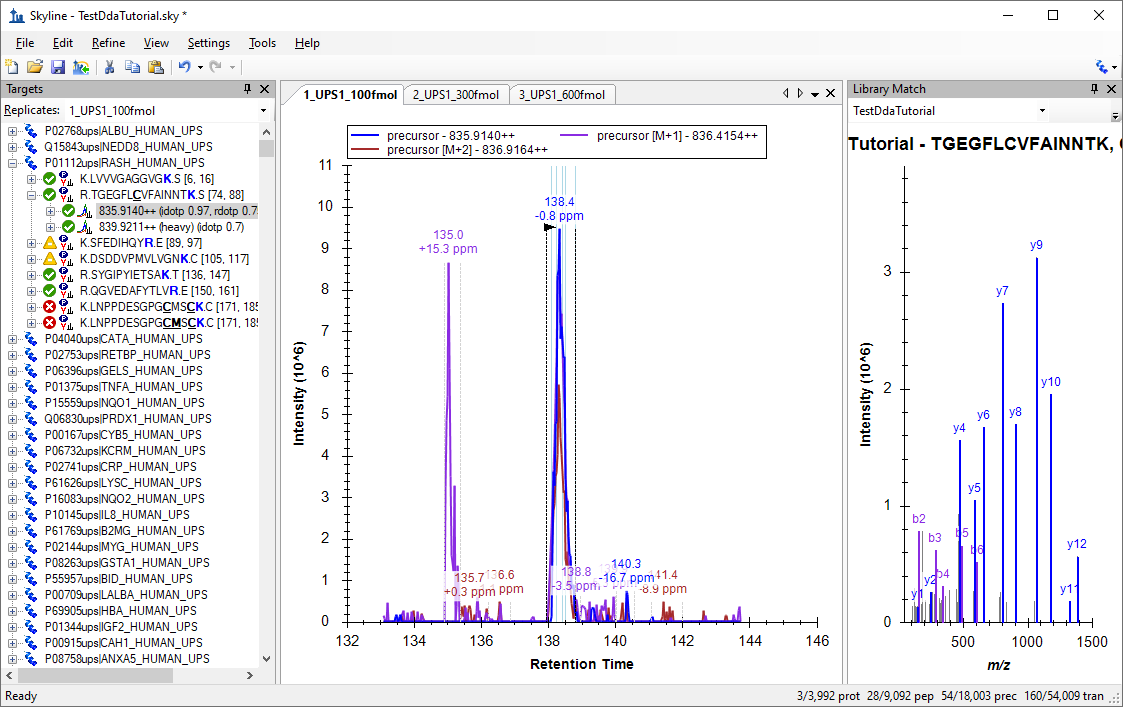 Skyline - TestDdaTutorial.sky *
File Edit Refine View Settings Tools Help
Targets
Replicates: 1_UPS1_100fmol
P02768ups|ALBU_HUMAN_UPS
Q15843ups|NEDD8_HUMAN_UPS
P01112ups|RASH_HUMAN_UPS
K.LVVVGAGGVGK.S [6, 16]
R.TGEGFLCVFAINNTK.S [74, 88]
835.9140++ (idotp 0.97, rdotp 0.7
839.9211++ (heavy) (idotp 0.7)
K.SFEDIHQYR.E [89, 97]
K.DSDDVPMVLVGNK.C [105, 117]
R.SYGIPYIETSAK.T [136, 147]
R.QGVEDAFYTLVR.E [150, 161]
K.LNPPDESGPGCMSCK.C [171, 185
K.LNPPDESGPGCMSCK.C [171, 185
P04040ups|CATA_HUMAN_UPS
P02753ups|RETBP_HUMAN_UPS
P06396ups|GELS_HUMAN_UPS
P01375ups|TNFA_HUMAN_UPS
P15559ups|NQO1_HUMAN_UPS
Q06830ups|PRDX1_HUMAN_UPS
P00167ups|CYB5_HUMAN_UPS
P06732ups|KCRM_HUMAN_UPS
P02741ups|CRP_HUMAN_UPS
P61626ups|LYSC_HUMAN_UPS
P16083ups|NQO2_HUMAN_UPS
P10145ups|IL8_HUMAN_UPS
P61769ups|B2MG_HUMAN_UPS
P02144ups|MYG_HUMAN_UPS
P08263ups|GSTA1_HUMAN_UPS
P55957ups|BID_HUMAN_UPS
P00709ups|LALBA_HUMAN_UPS
P69905ups|HBA_HUMAN_UPS
P01344ups|IGF2_HUMAN_UPS
P00915ups|CAH1_HUMAN_UPS
P08758ups|ANXA5_HUMAN_UPS
1_UPS1_100fmol 2_UPS1_300fmol 3_UPS1_600fmol
precursor - 835.9140++ precursor [M+1] - 836.4154++
precursor [M+2] - 836.9164++
Intensity (10^6)
11
10
9
8
7
6
5
4
3
2
1
0
138.4
-0.8 ppm
135.0
+15.3 ppm
135.7
+0.3 ppm
138.8
-3.5 ppm
140.3
-16.7 ppm
-8.9 ppm
132 134 136 138 140 142 144 146
Retention Time
Library Match
TestDdaTutorial
Tutorial - TGEGFLCVFAINNTK,
Intensity (10^6)
3
2
1
0
y9
y7
y10
y8
y6
y4
y5
b2
b5
b3
b6
y12
b4
y2
y1
y11
500 1000 1500
m/z
Ready
3/3,992 prot 28/9,092 pep 54/18,003 prec 160/54,009 tran